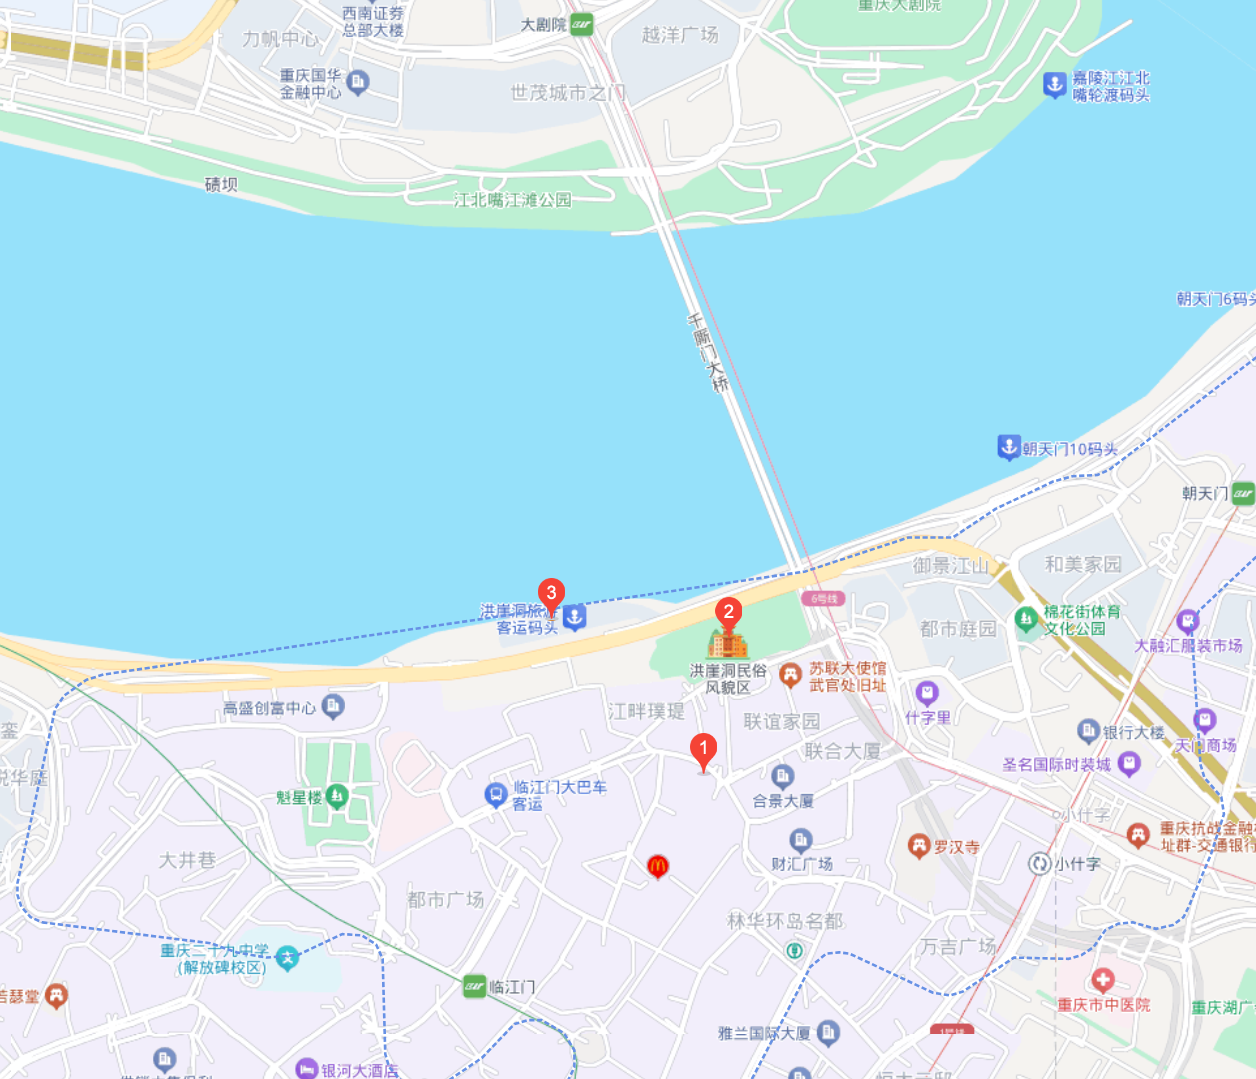 重庆大剧院
西南证券
总部大楼
大剧院
力帆中心
越洋广场
重庆国华
金融中心
世茂城市之门
嘉陵江江北
嘴轮渡码头
碛坝
江北嘴江滩公园
朝天门6码头
千厮门大桥
朝天门10码头
朝天门
御景江山
和美家园
3
洪崖洞旅游
客运码头
2
6号线
棉花街体育
文化公园
都市庭园
大融汇服装市场
洪崖洞民俗
风貌区
苏联大使馆
武官处旧址
高盛创富中心
江畔璞堤
联谊家园
什字里
銮
银行大楼
天门商场
1
联合大厦
圣名国际时装城
悦华庭
魁星楼
临江门大巴车
客运
合景大厦
小什字
重庆抗战金融
址群-交通银行
大井巷
财汇广场
罗汉寺
小什字
都市广场
林华环岛名都
万吉广场
重庆二十九中学
(解放碑校区)
临江门
若瑟堂
重庆市中医院
重庆湖广
雅兰国际大厦
1号线
银河大酒店